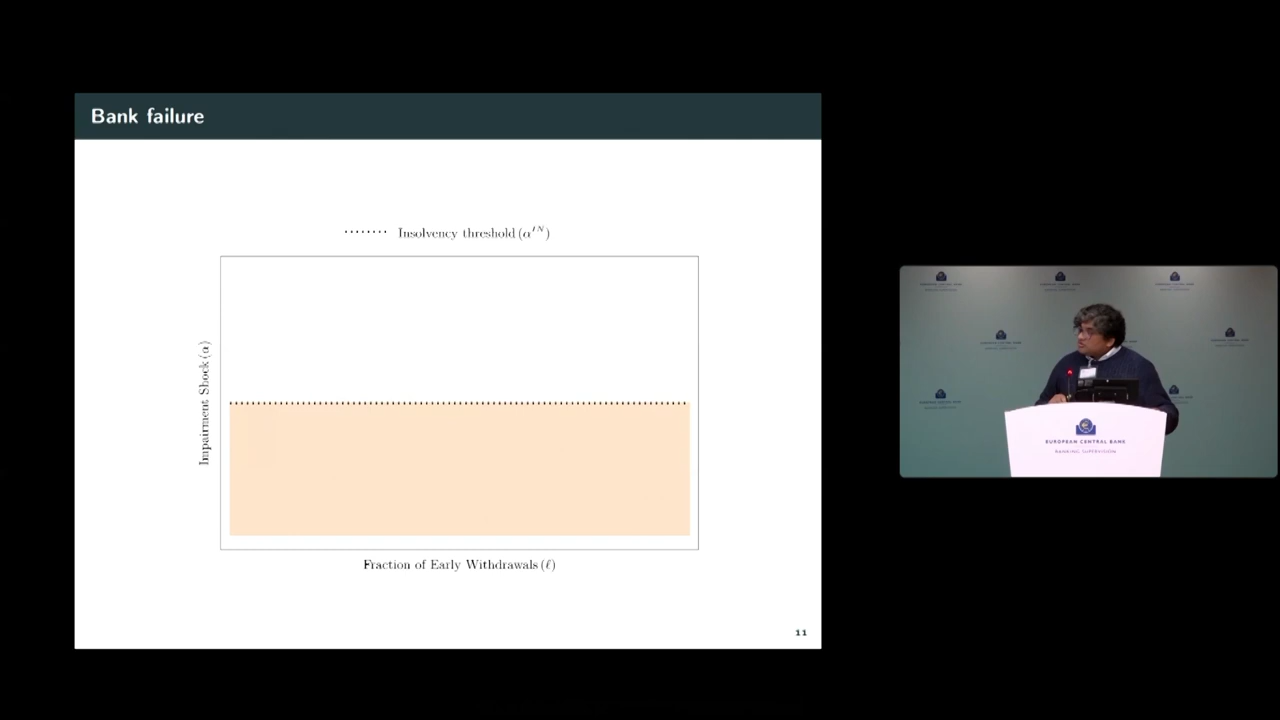 Bank failure
Insolvency threshold (α^IN)
Impairment Shock (α)
Fraction of Early Withdrawals (ℓ)
11
EUROPEAN CENTRAL BANK
BANKING SUPERVISION